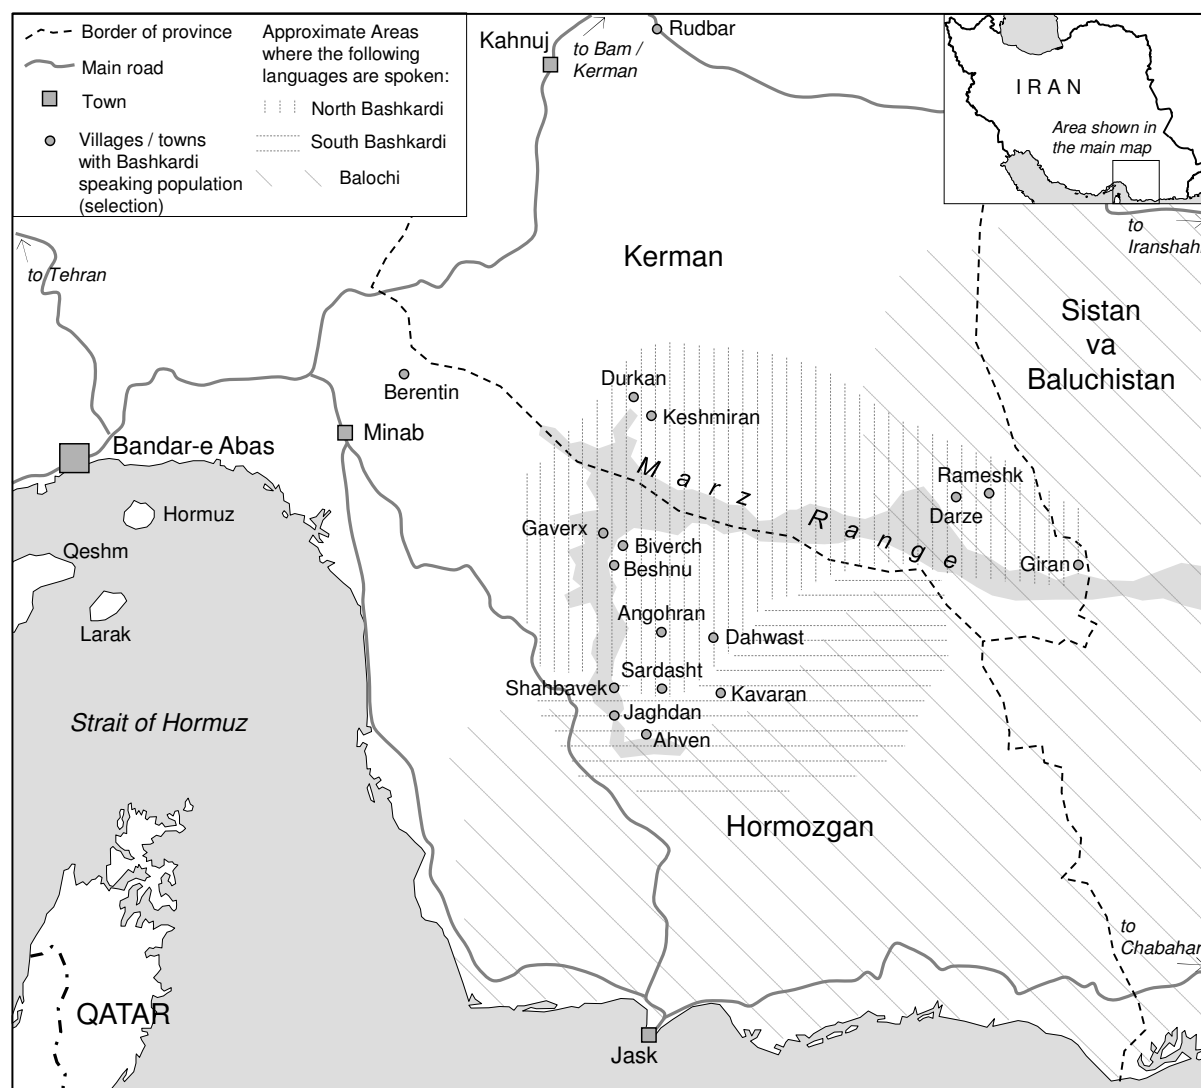 Border of province
Main road
Town
Villages / towns
with Bashkardi
speaking population
(selection)
Approximate Areas
where the following
languages are spoken:
North Bashkardi
South Bashkardi
Balochi
Kahnuj
to Bam /
Kerman
Rudbar
IRAN
Area shown in
the main map
to
Iranshah
to Tehran
Kerman
Sistan
va
Baluchistan
Berentin
Durkan
Keshmiran
Minab
Bandar-e Abas
Marz Range
Rameshk
Darze
Hormuz
Gaverx
Biverch
Beshnu
Qeshm
Giran
Larak
Angohran
Dahwast
Sardasht
Shahbavek
Kavaran
Jaghdan
Ahven
Strait of Hormuz
Hormozgan
to
Chabahar
QATAR
Jask